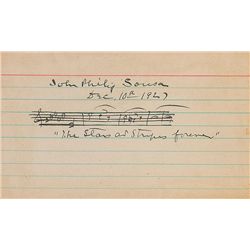 John Philip Sousa
Dec. 10th 1927
"The Stars and Stripes forever"